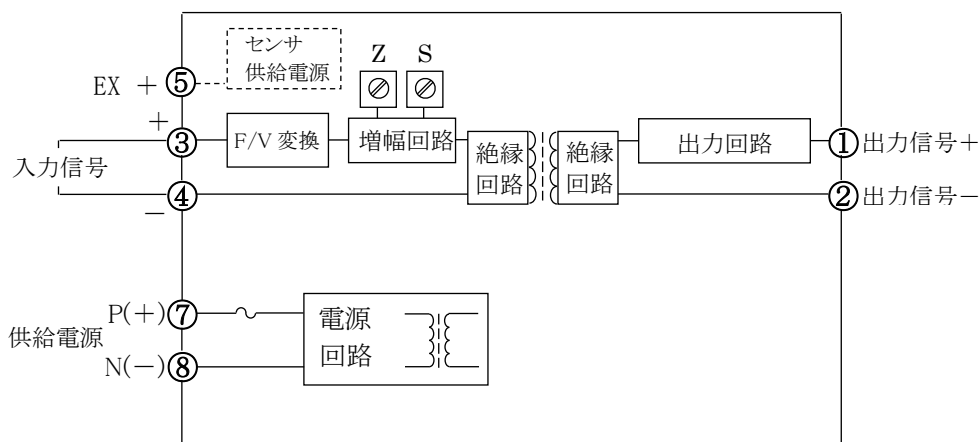 センサ
供給電源
Z S
EX + ⑤
+
③ F/V 変換 増幅回路 絶縁回路 絶縁回路 出力回路 ① 出力信号+
入力信号
④ ② 出力信号−
−
P(+) ⑦ 電源
供給電源 回路
N(−) ⑧